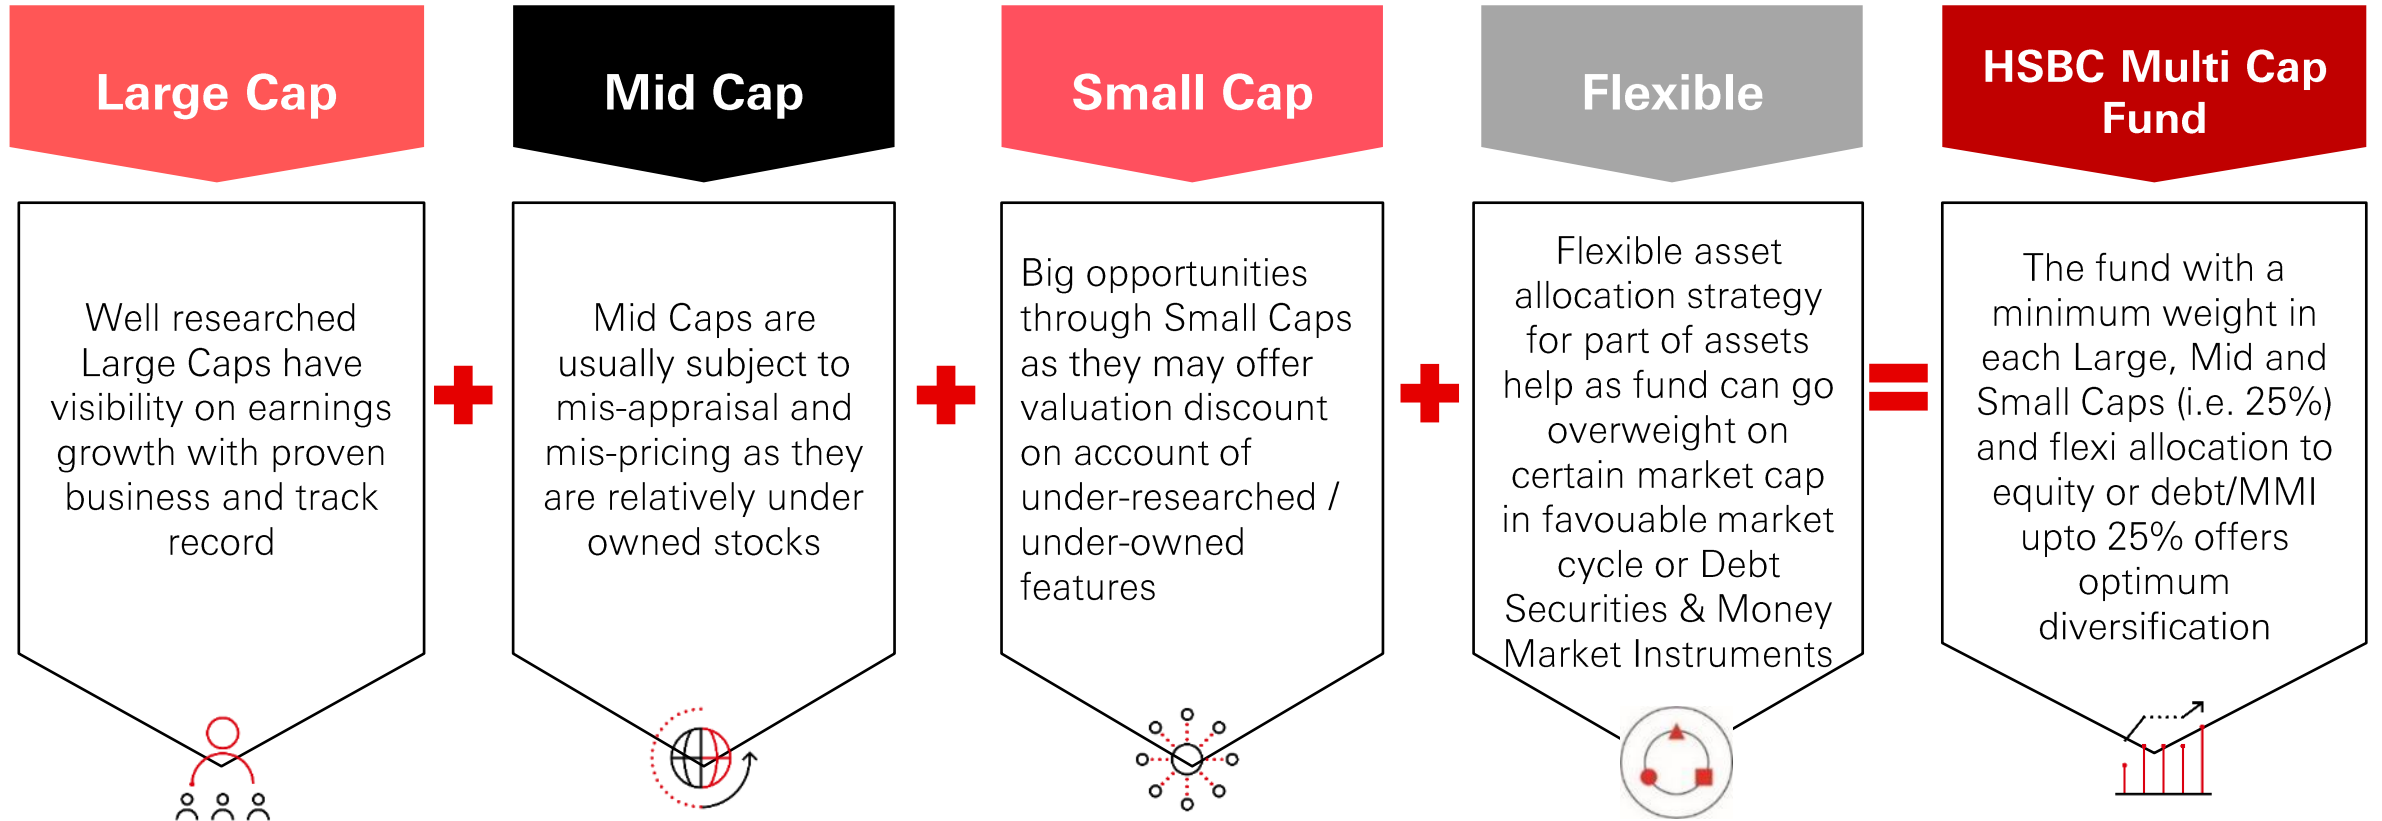 Large Cap
Well researched
Large Caps have
visibility on earnings
growth with proven
business and track
record
Mid Cap
Mid Caps are
usually subject to
mis-appraisal and
mis-pricing as they
are relatively under
owned stocks
Small Cap
Big opportunities
through Small Caps
as they may offer
valuation discount
on account of
under-researched /
under-owned
features
Flexible
Flexible asset
allocation strategy
for part of assets
help as fund can go
overweight on
certain market cap
in favouable market
cycle or Debt
Securities & Money
Market Instruments
HSBC Multi Cap
Fund
The fund with a
minimum weight in
each Large, Mid and
Small Caps (i.e. 25%)
and flexi allocation to
equity or debt/MMI
upto 25% offers
optimum
diversification